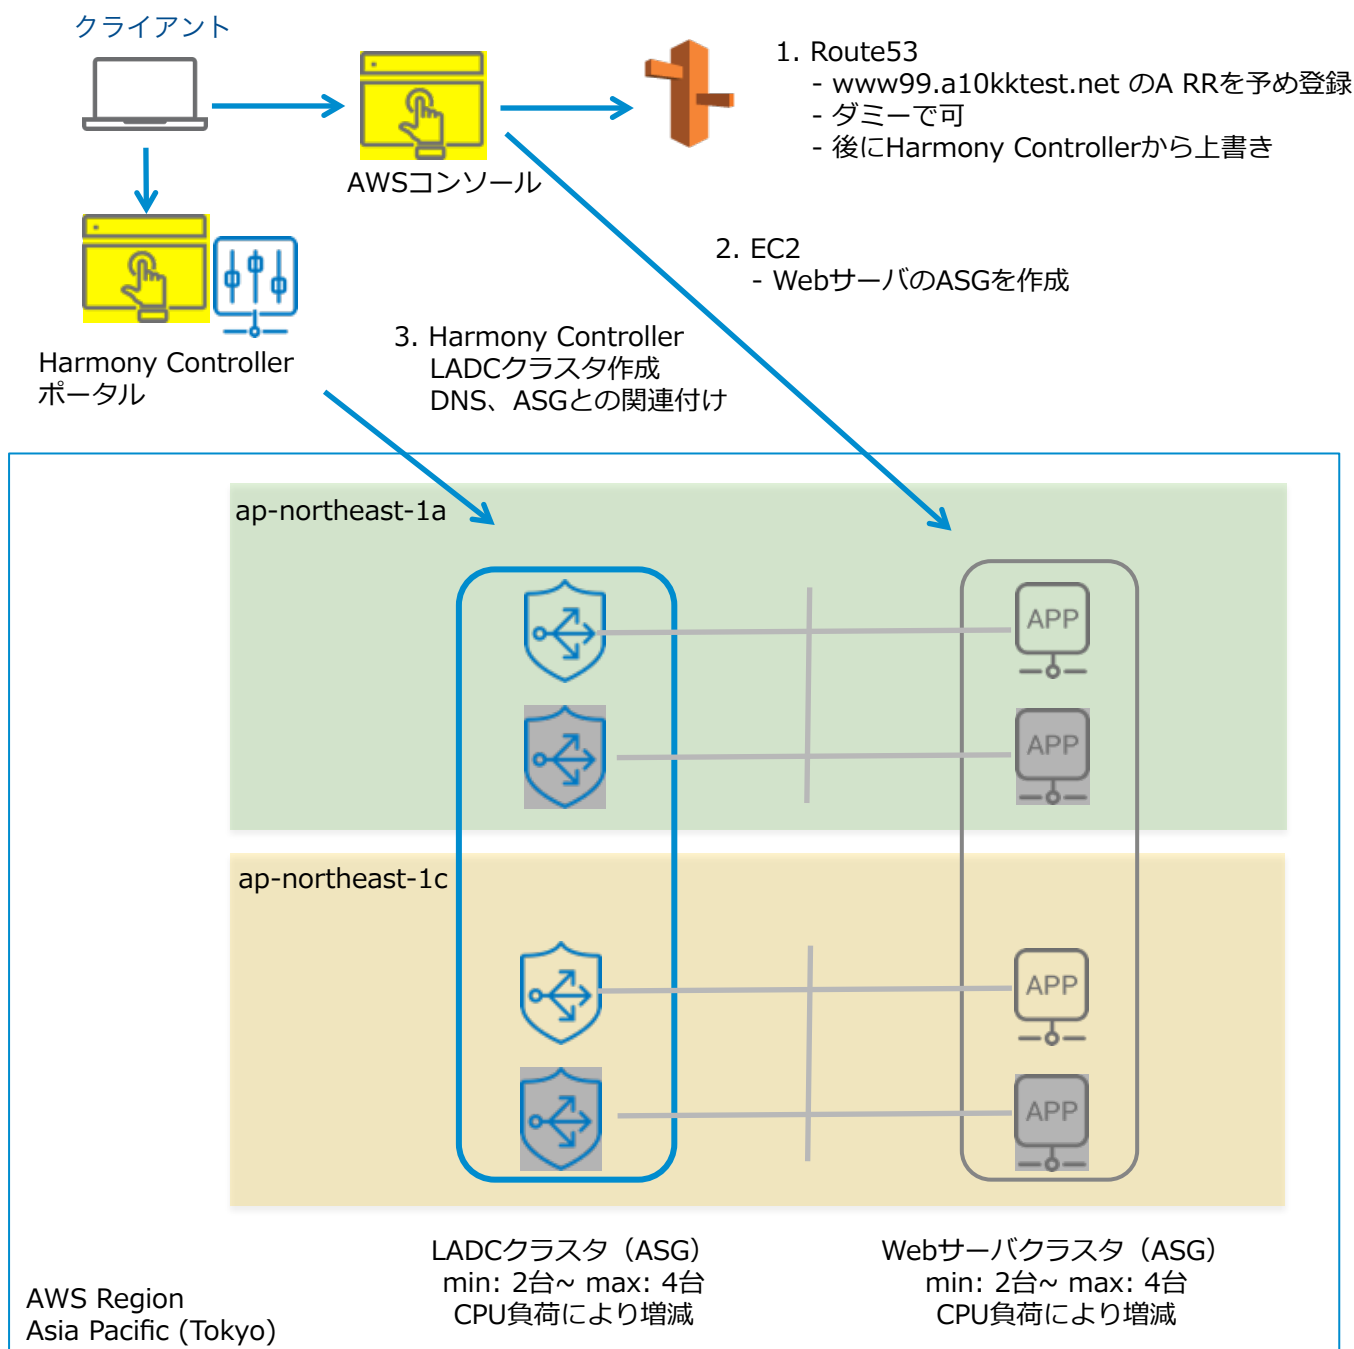 クライアント
1. Route53
- www99.a10kktest.net のA RRを予め登録
- ダミーで可
- 後にHarmony Controllerから上書き
AWSコンソール
2. EC2
- WebサーバのASGを作成
3. Harmony Controller
LADCクラスタ作成
DNS、ASGとの関連付け
Harmony Controller
ポータル
ap-northeast-1a
APP
APP
ap-northeast-1c
APP
APP
LADCクラスタ（ASG）
min: 2台~ max: 4台
CPU負荷により増減
Webサーバクラスタ（ASG）
min: 2台~ max: 4台
CPU負荷により増減
AWS Region
Asia Pacific (Tokyo)